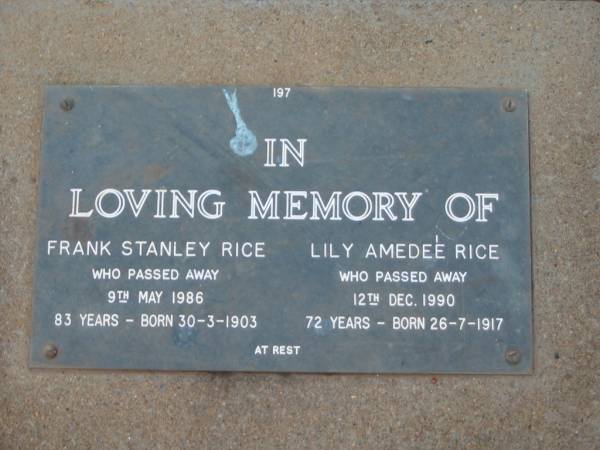 197
IN
LOVING MEMORY OF
FRANK STANLEY RICE
WHO PASSED AWAY
9TH MAY 1986
83 YEARS - BORN 30-3-1903
LILY AMEDEÉ RICE
WHO PASSED AWAY
12TH DEC. 1990
72 YEARS - BORN 26-7-1917
AT REST